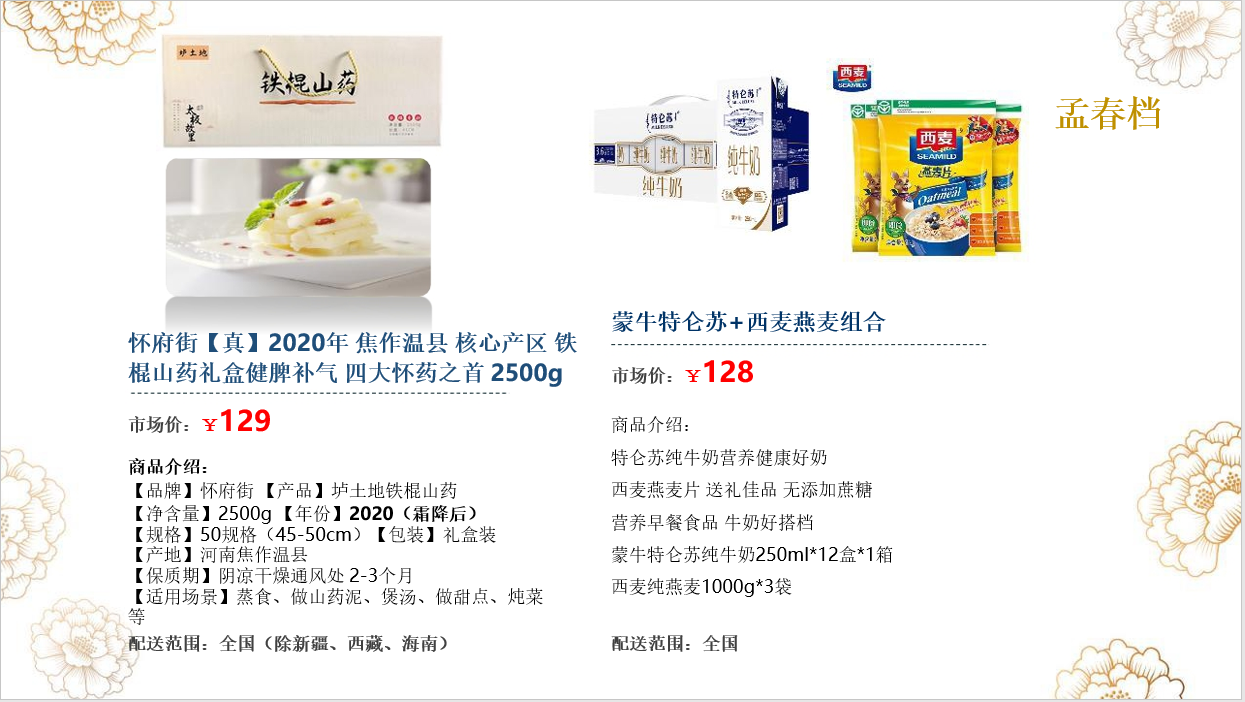 垆土地
铁棍山药
太极故里
特仑苏
纯牛奶
特仑苏
纯牛奶
西麦
SEAMILD
西麦
SEAMILD
燕麦片
Oatmeal
孟春档
怀府街【真】2020年 焦作温县 核心产区 铁
棍山药礼盒健脾补气 四大怀药之首 2500g
市场价：￥129
商品介绍：
【品牌】怀府街 【产品】垆土地铁棍山药
【净含量】2500g 【年份】2020（霜降后）
【规格】50规格（45-50cm）【包装】礼盒装
【产地】河南焦作温县
【保质期】阴凉干燥通风处 2-3个月
【适用场景】蒸食、做山药泥、煲汤、做甜点、炖菜
等
配送范围：全国（除新疆、西藏、海南）
蒙牛特仑苏+西麦燕麦组合
市场价：￥128
商品介绍：
特仑苏纯牛奶营养健康好奶
西麦燕麦片 送礼佳品 无添加蔗糖
营养早餐食品 牛奶好搭档
蒙牛特仑苏纯牛奶250ml*12盒*1箱
西麦纯燕麦1000g*3袋
配送范围：全国